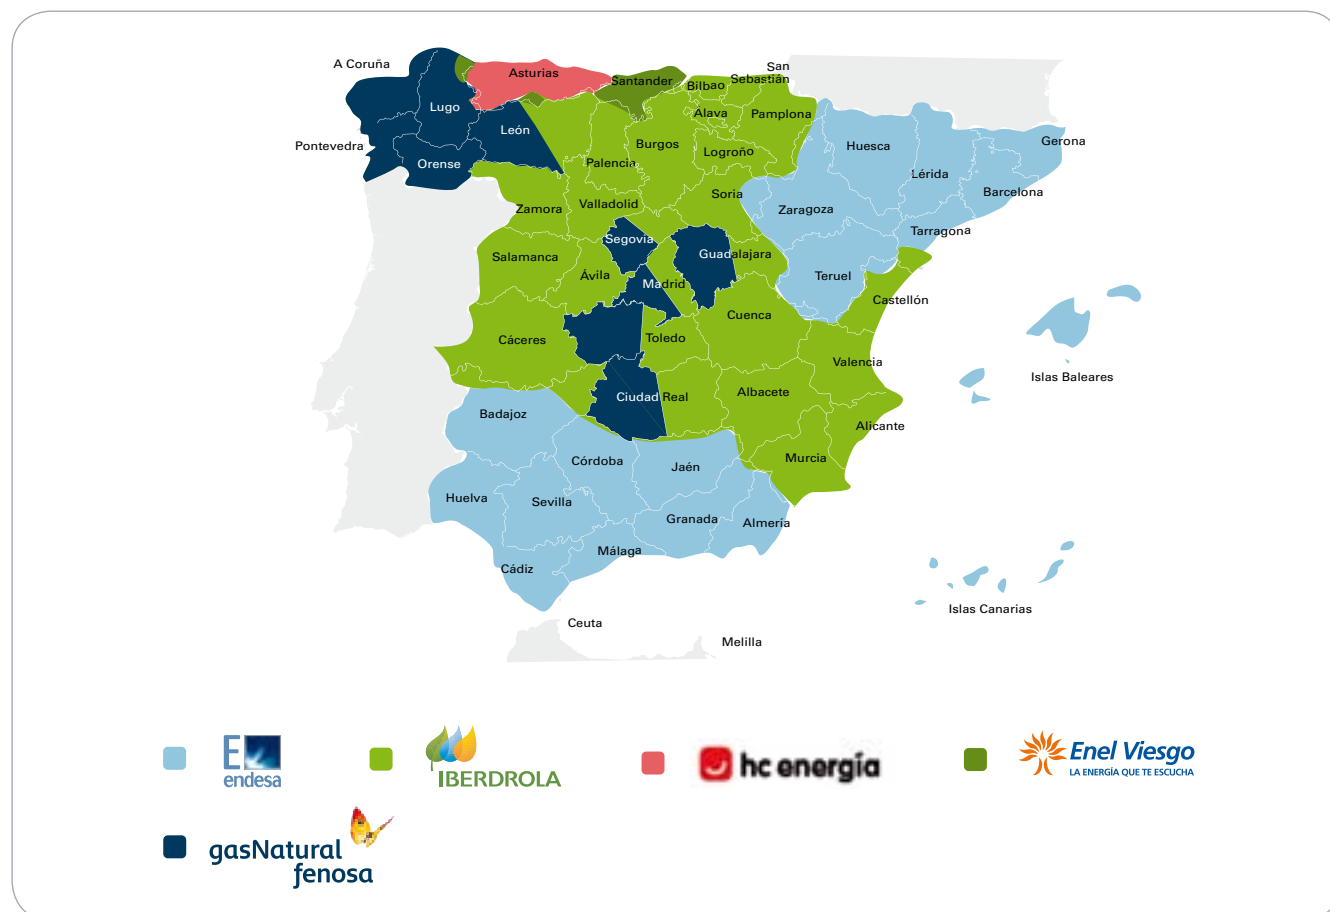 A Coruña
Asturias
Santander
Bilbao
San
Sebastián
Lugo
León
Álava
Pamplona
Pontevedra
Orense
Palencia
Burgos
Logroño
Huesca
Gerona
Lérida
Barcelona
Zamora
Valladolid
Soria
Zaragoza
Tarragona
Segovia
Salamanca
Ávila
Madrid
Guadalajara
Teruel
Castellón
Cáceres
Toledo
Cuenca
Valencia
Islas Baleares
Badajoz
Ciudad Real
Albacete
Alicante
Córdoba
Jaén
Murcia
Huelva
Sevilla
Granada
Almería
Cádiz
Málaga
Islas Canarias
Ceuta
Melilla
E
endesa
IBERDROLA
hc energía
Enel Viesgo
LA ENERGÍA QUE TE ESCUCHA
gasNatural
fenosa